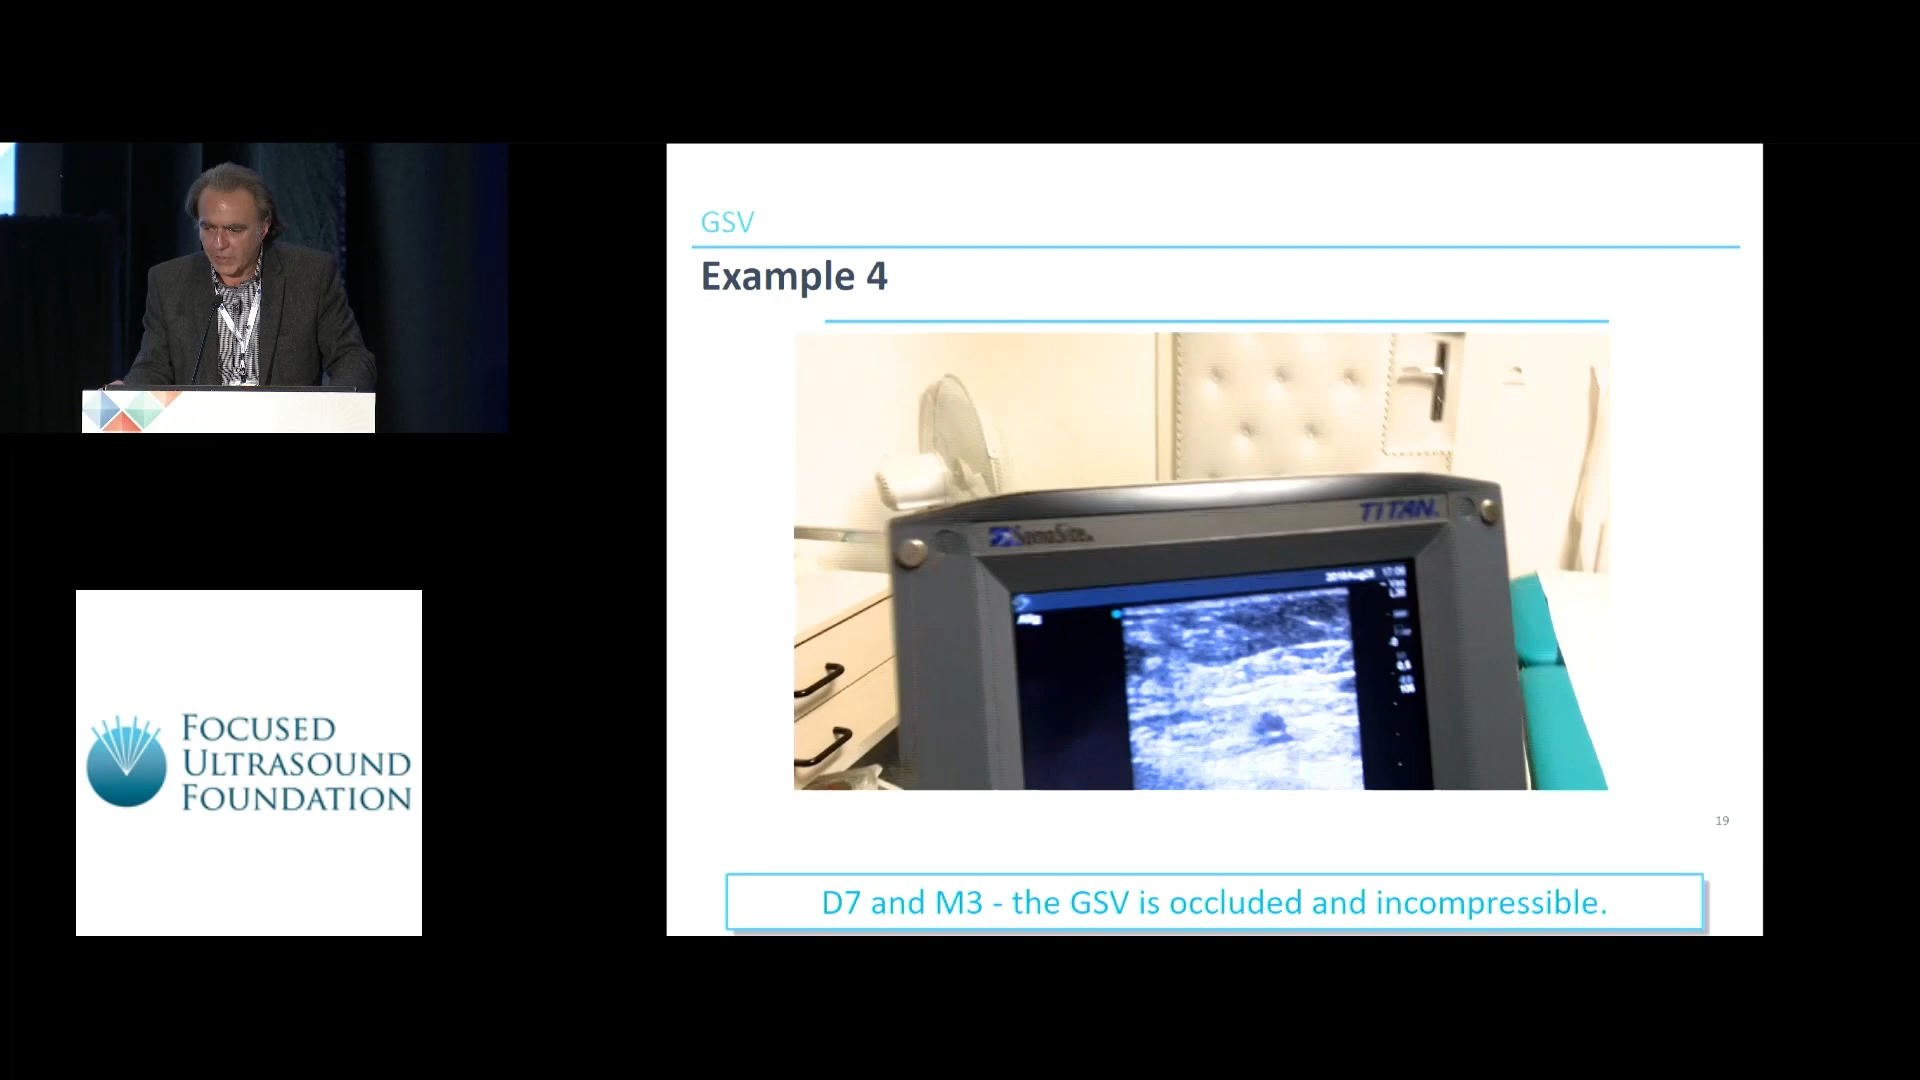 GSV
Example 4
SonoSite
TITAN
19
D7 and M3 - the GSV is occluded and incompressible.
FOCUSED
ULTRASOUND
FOUNDATION